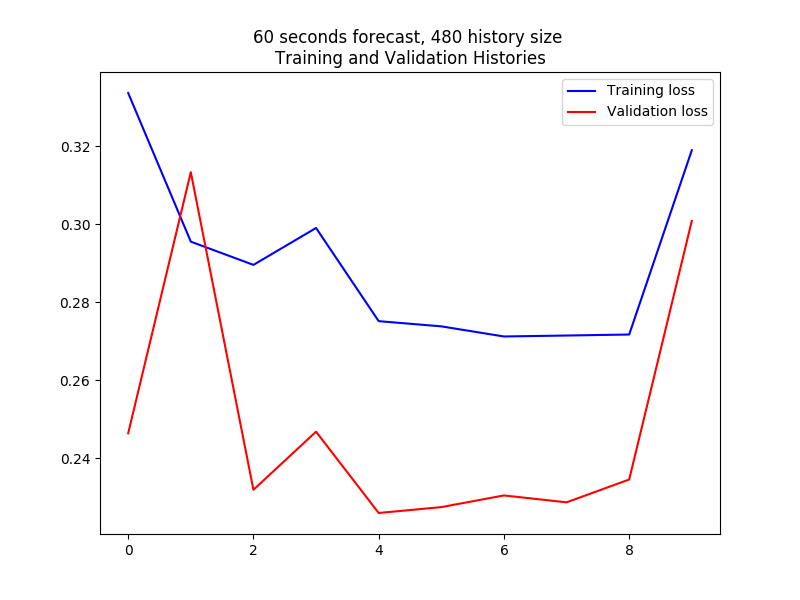 60 seconds forecast, 480 history size
Training and Validation Histories
Training loss
Validation loss
0.32
0.30
0.28
0.26
0.24
0
2
4
6
8